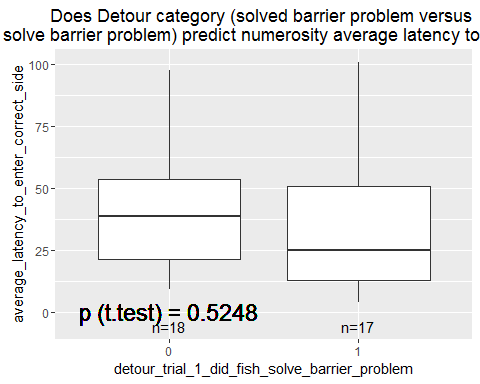 Does Detour category (solved barrier problem versus
solve barrier problem) predict numerosity average latency to
average_latency_to_enter_correct_side
100
75
50
25
0
p (t.test) = 0.5248
n=18
n=17
0
1
detour_trial_1_did_fish_solve_barrier_problem